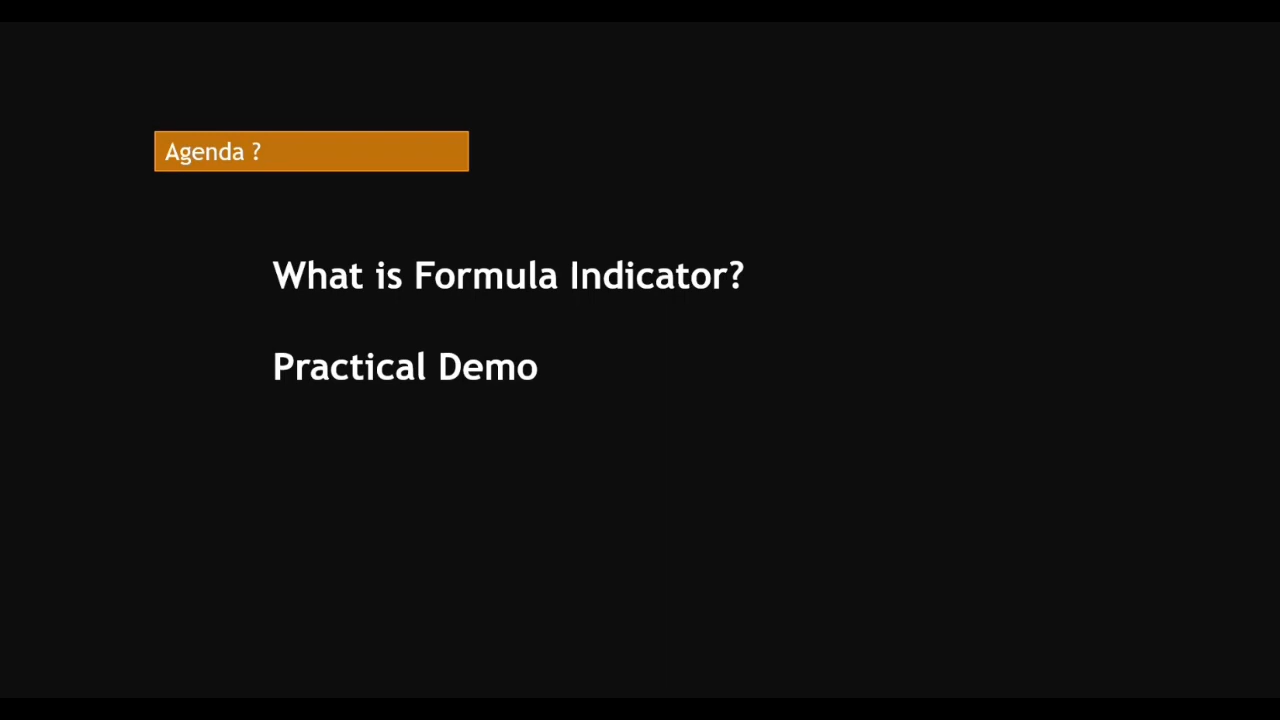 Agenda ?
What is Formula Indicator?
Practical Demo